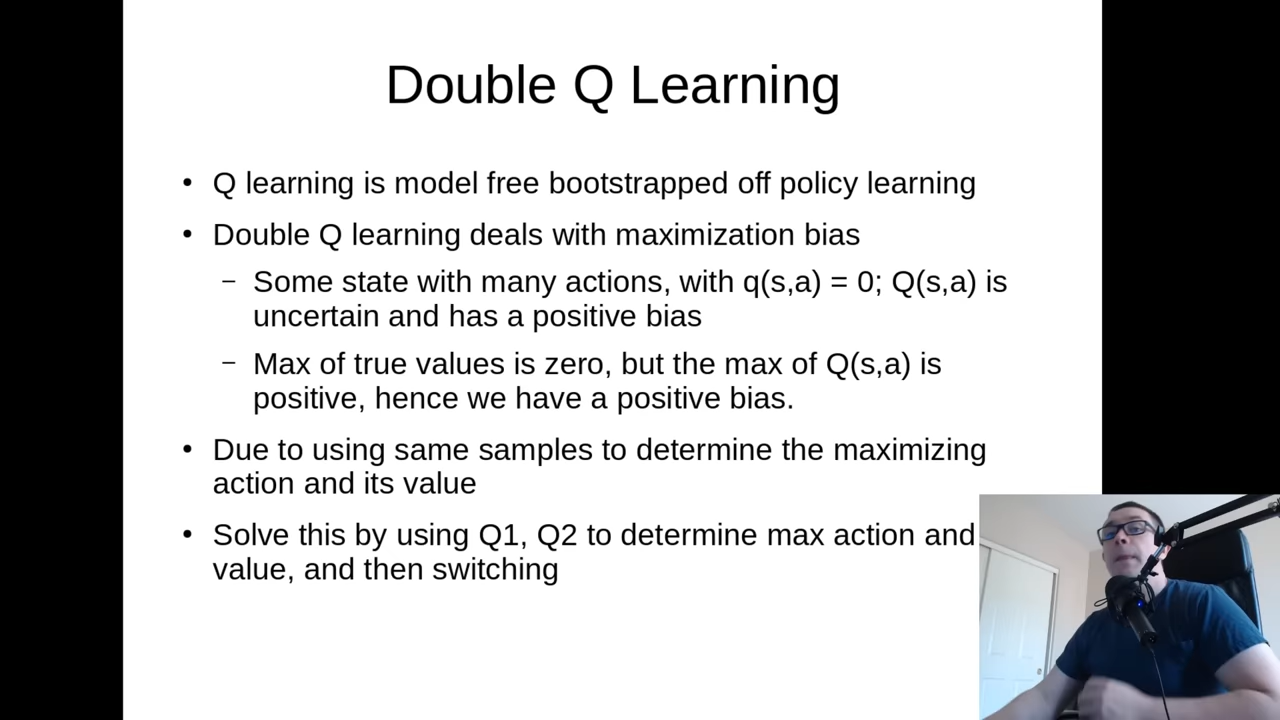 Double Q Learning
• Q learning is model free bootstrapped off policy learning
• Double Q learning deals with maximization bias
– Some state with many actions, with q(s,a) = 0; Q(s,a) is
uncertain and has a positive bias
– Max of true values is zero, but the max of Q(s,a) is
positive, hence we have a positive bias.
• Due to using same samples to determine the maximizing
action and its value
• Solve this by using Q1, Q2 to determine max action and
value, and then switching